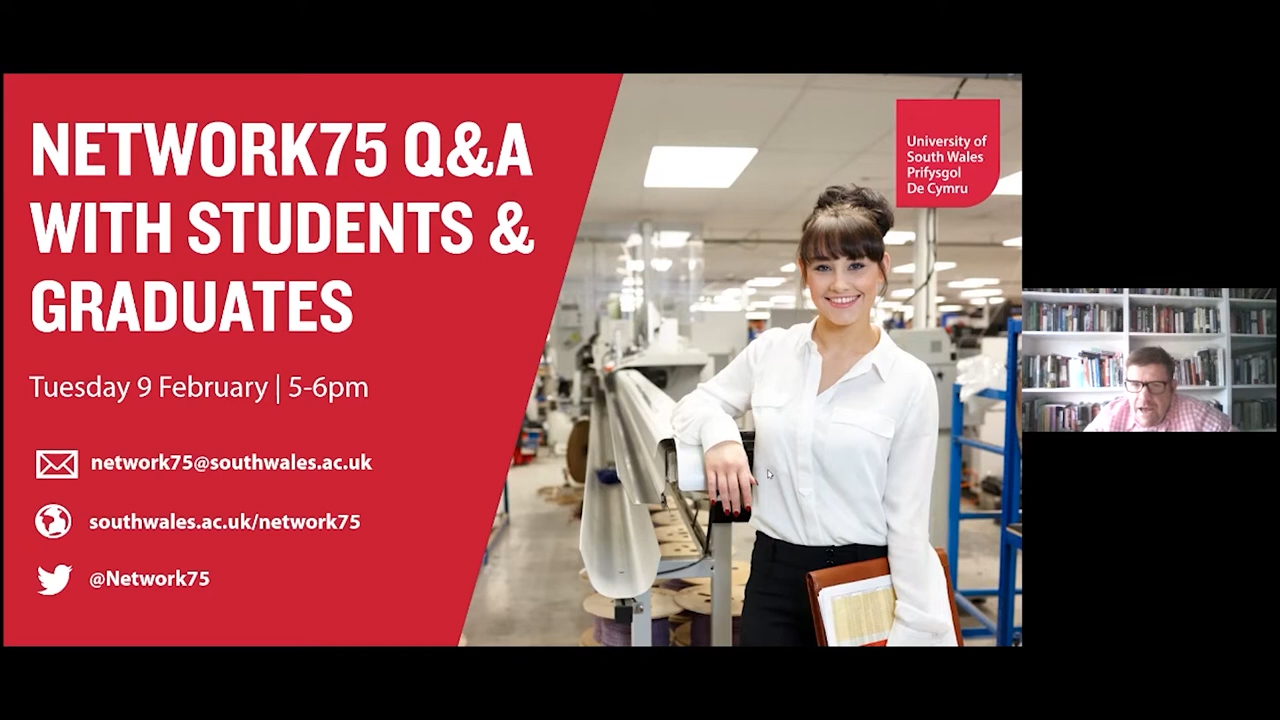 NETWORK75 Q&A
WITH STUDENTS &
GRADUATES
Tuesday 9 February | 5-6pm
network75@southwales.ac.uk
southwales.ac.uk/network75
@Network75
University of
South Wales
Prifysgol
De Cymru